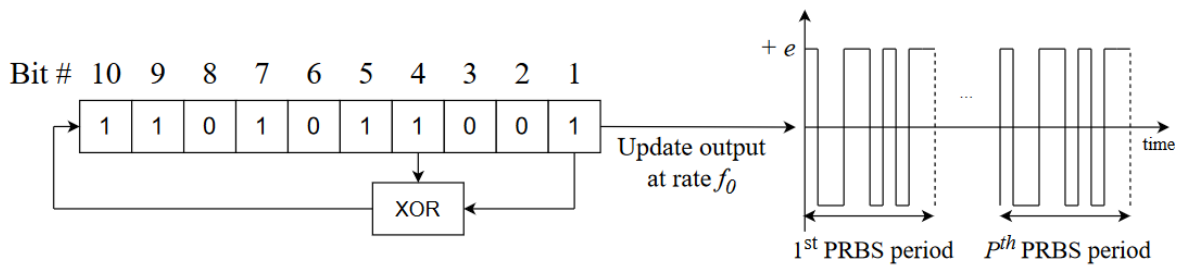 Bit # 10 9 8 7 6 5 4 3 2 1
1 1 0 1 0 1 1 0 0 1
XOR
Update output
at rate f0
+ e
...
time
1st PRBS period
Pth PRBS period